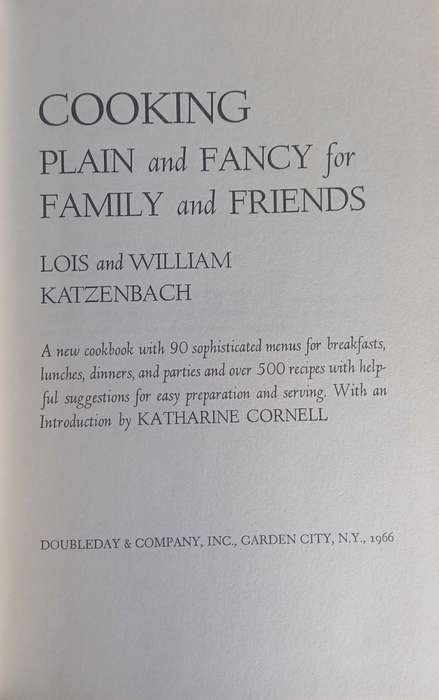 COOKING
PLAIN and FANCY for
FAMILY and FRIENDS
LOIS and WILLIAM
KATZENBACH
A new cookbook with 90 sophisticated menus for breakfasts,
lunches, dinners, and parties and over 500 recipes with help-
ful suggestions for easy preparation and serving. With an
Introduction by KATHARINE CORNELL
DOUBLEDAY & COMPANY, INC., GARDEN CITY, N.Y., 1966